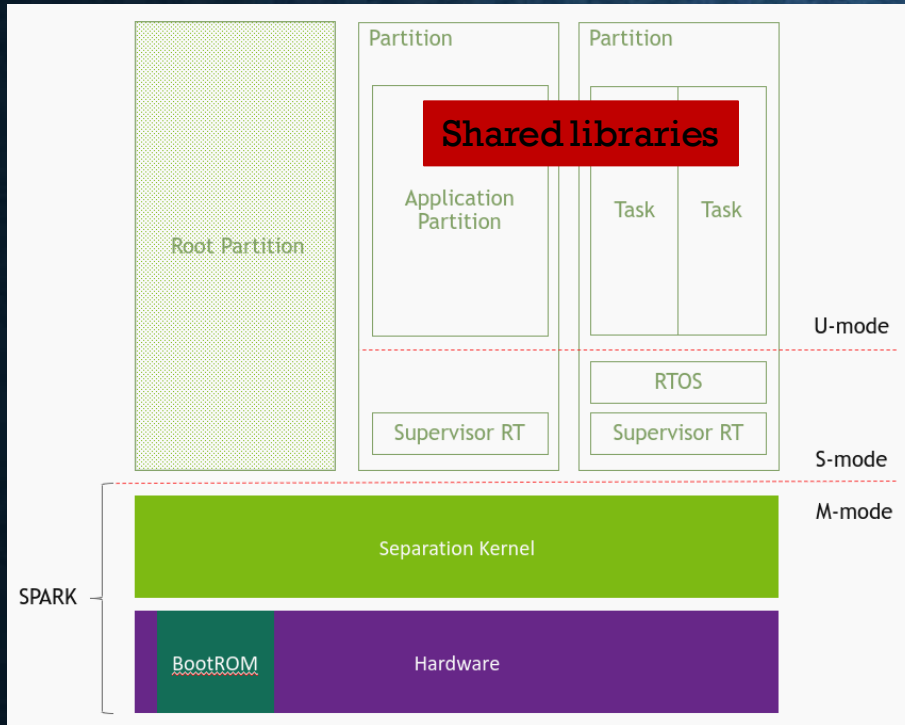 Partition
Partition
Shared libraries
Root Partition
Application
Partition
Task
Task
U-mode
RTOS
Supervisor RT
Supervisor RT
S-mode
M-mode
Separation Kernel
SPARK
BootROM
Hardware